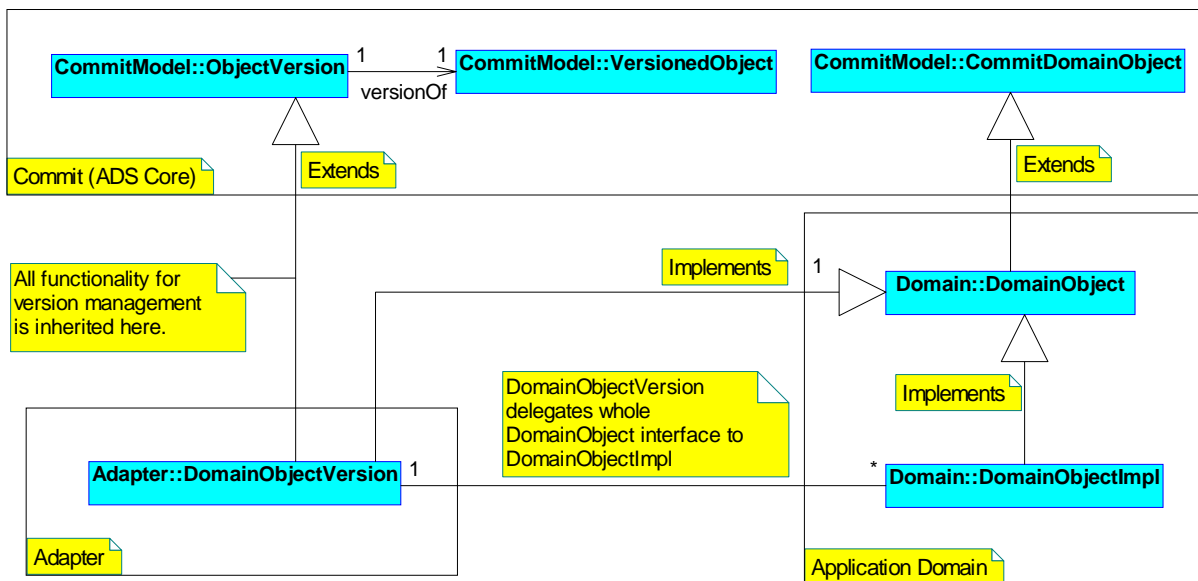 1
1
CommitModel::ObjectVersion
CommitModel::VersionedObject
CommitModel::CommitDomainObject
versionOf
Commit (ADS Core)
Extends
Extends
All functionality for
version management
is inherited here.
Implements
1
Domain::DomainObject
DomainObjectVersion
delegates whole
DomainObject interface to
DomainObjectImpl
Implements
Adapter::DomainObjectVersion
1
*
Domain::DomainObjectImpl
Adapter
Application Domain